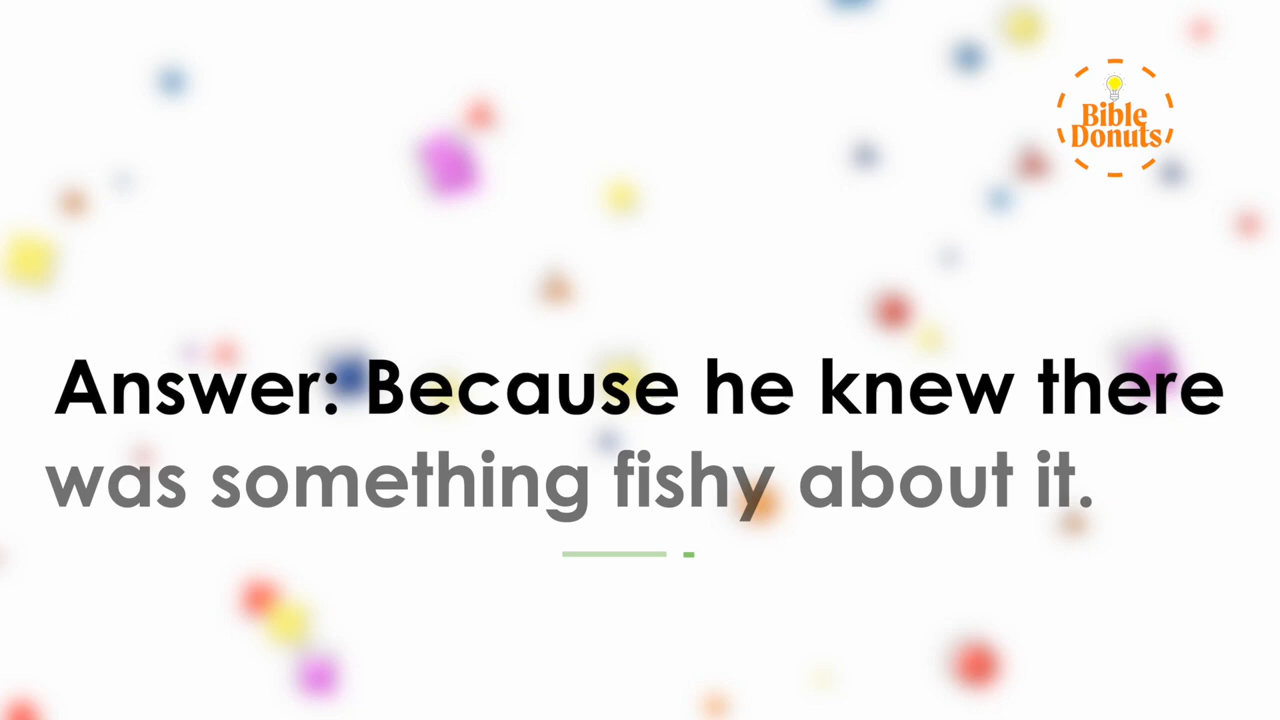 Bible
Donuts
Answer: Because he knew there
was something fishy about it.